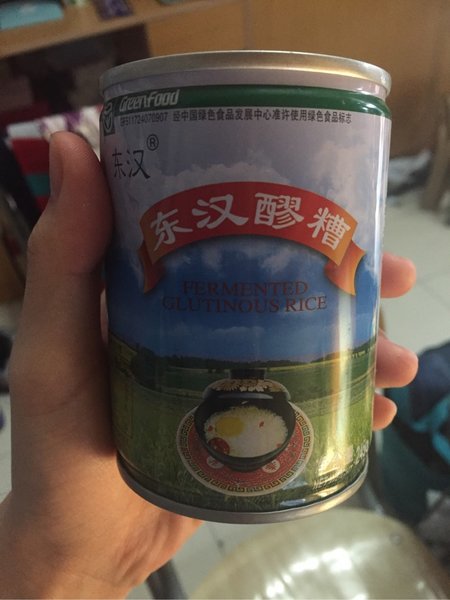 GreenFood
经中国绿色食品发展中心准许使用绿色食品标志
东汉®
东汉醪糟
FERMENTED
GLUTINOUS RICE